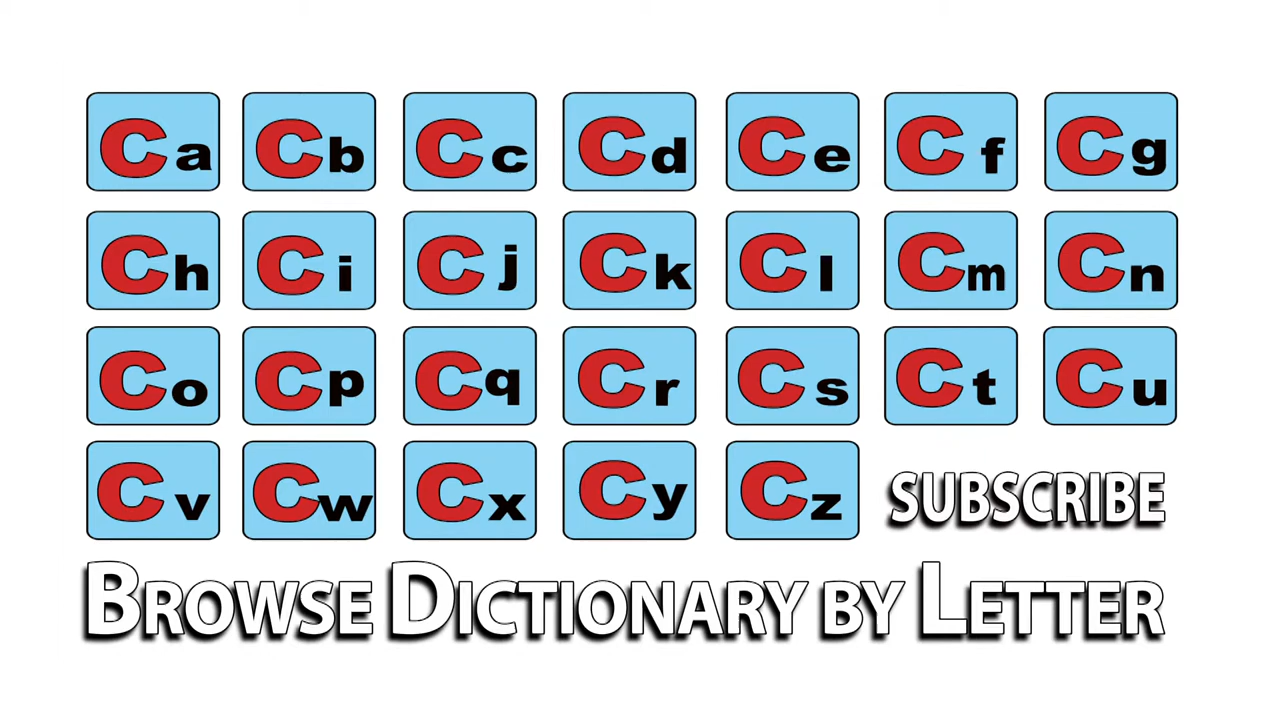 Ca Cb Cc Cd Ce Cf Cg
Ch Ci Cj Ck Cl Cm Cn
Co Cp Cq Cr Cs Ct Cu
Cv Cw Cx Cy Cz SUBSCRIBE
BROWSE DICTIONARY BY LETTER